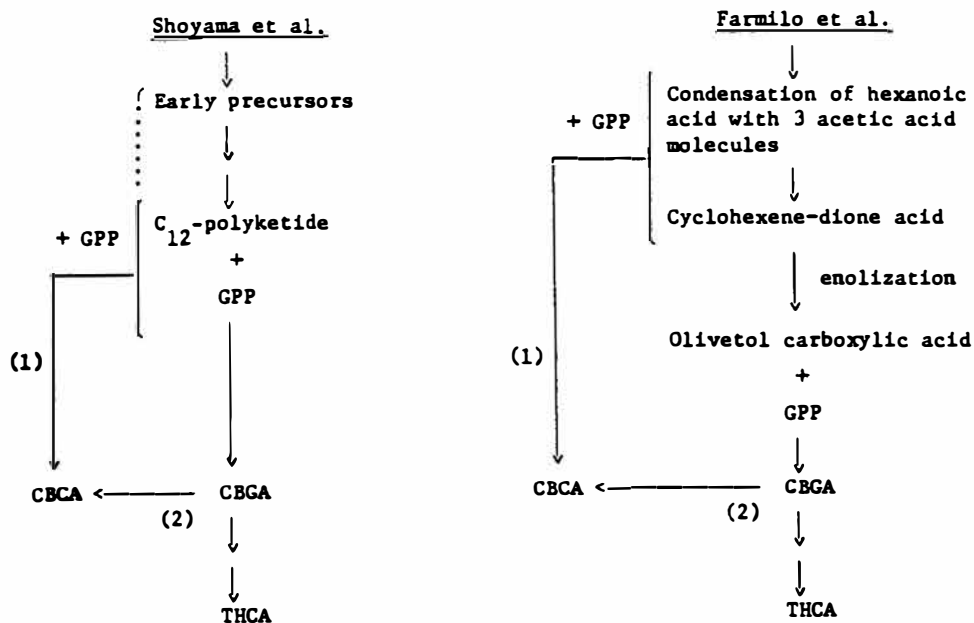 Shoyama et al.
Early precursors
C12-polyketide
+
GPP
+ GPP
(1)
CBCA
(2)
CBGA
THCA
Farmilo et al.
Condensation of hexanoic
acid with 3 acetic acid
molecules
+ GPP
Cyclohexene-dione acid
enolization
Olivetol carboxylic acid
+
GPP
(1)
CBCA
(2)
CBGA
THCA